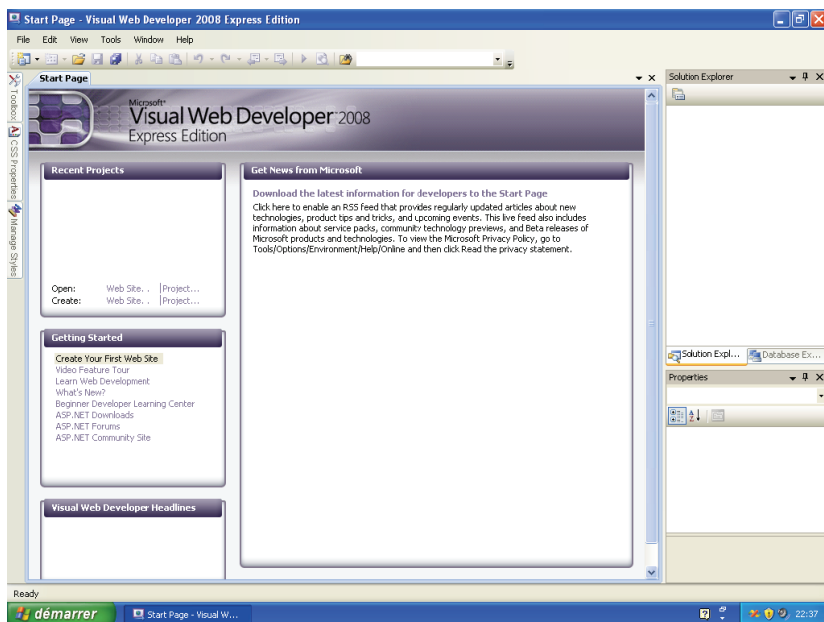 Start Page - Visual Web Developer 2008 Express Edition
File Edit View Tools Window Help
Start Page
Toolbox
CSS Properties
Manage Styles
Microsoft®
Visual Web Developer 2008
Express Edition
Recent Projects
Open: Web Site. . Project...
Create: Web Site. . Project...
Getting Started
Create Your First Web Site
Video Feature Tour
Learn Web Development
What's New?
Beginner Developer Learning Center
ASP.NET Downloads
ASP.NET Forums
ASP.NET Community Site
Visual Web Developer Headlines
Get News from Microsoft
Download the latest information for developers to the Start Page
Click here to enable an RSS feed that provides regularly updated articles about new
technologies, product tips and tricks, and upcoming events. This live feed also includes
information about service packs, community technology previews, and Beta releases of
Microsoft products and technologies. To view the Microsoft Privacy Policy, go to
Tools/Options/Environment/Help/Online and then click Read the privacy statement.
Solution Explorer
Solution Expl... Database Ex...
Properties
Ready
démarrer Start Page - Visual W... 22:37